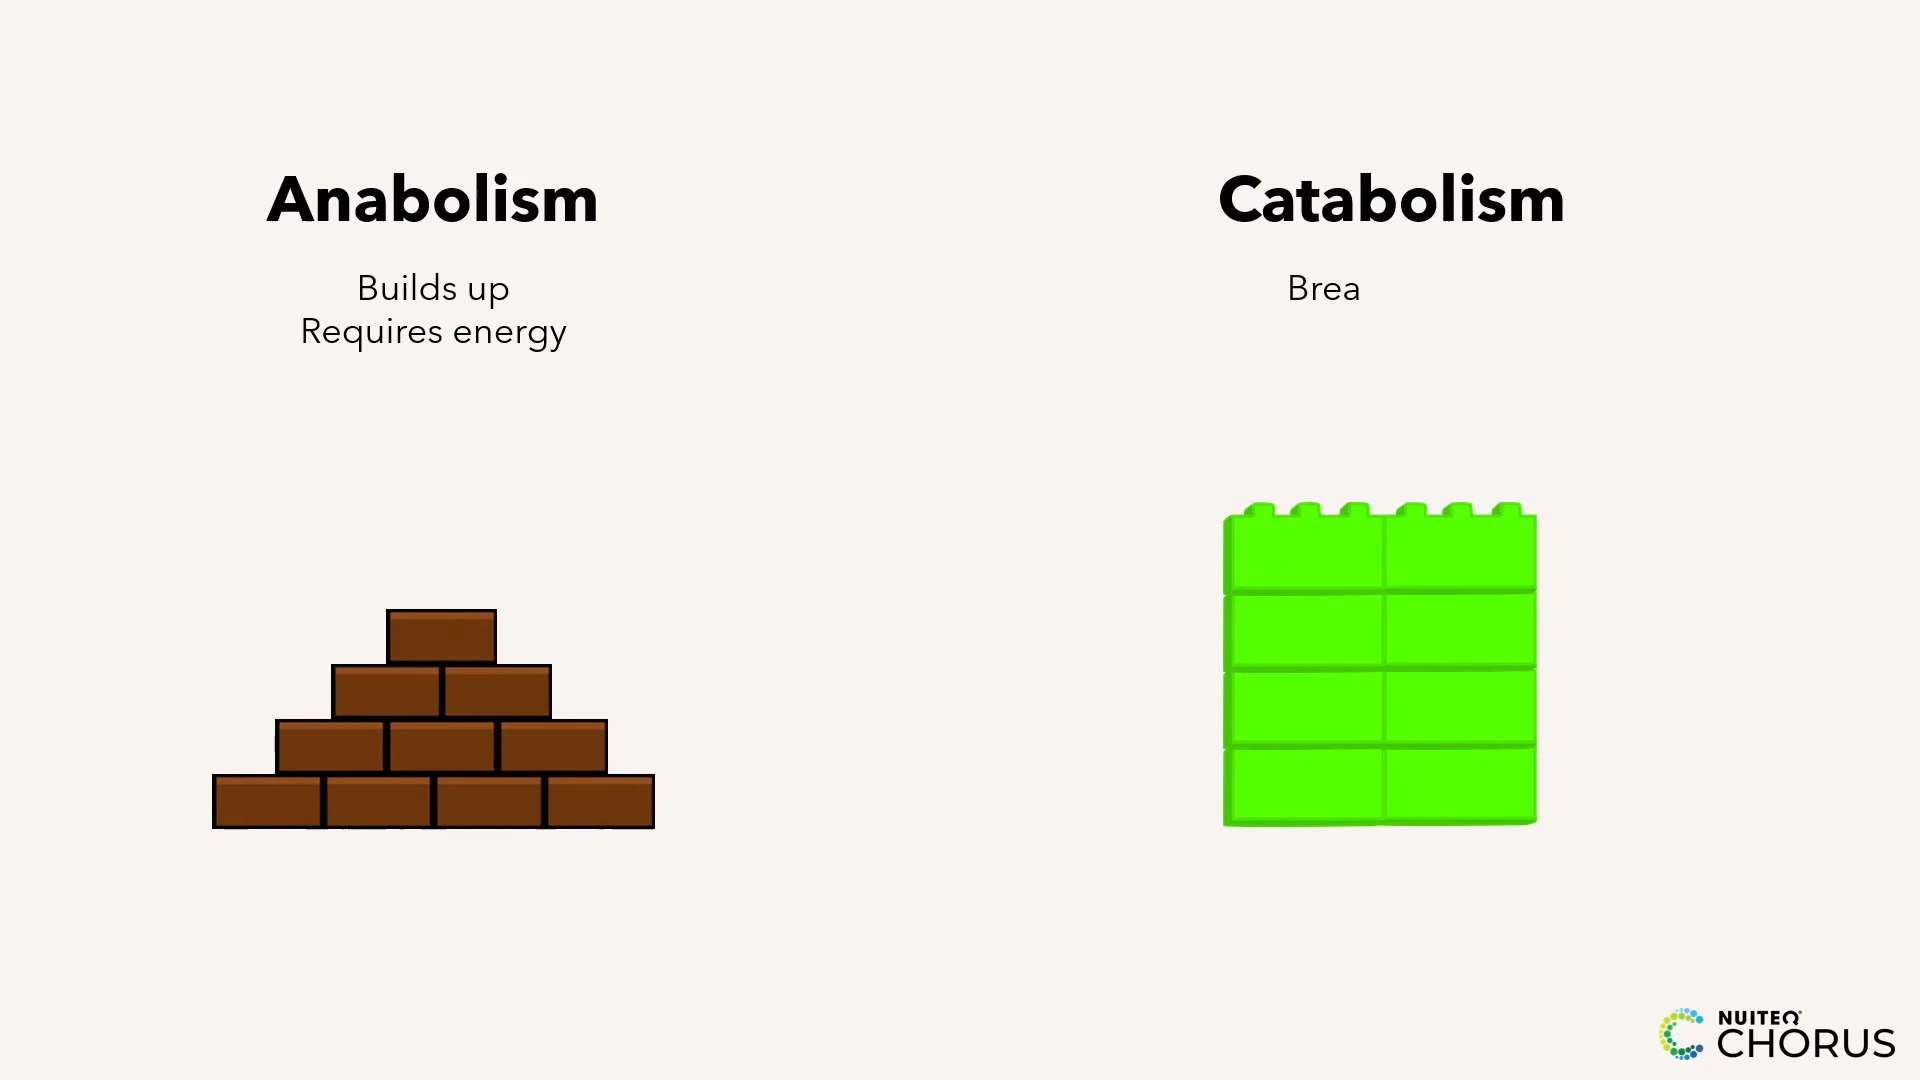 Anabolism
Builds up
Requires energy
Catabolism
Brea
NUITEQ
CHORUS